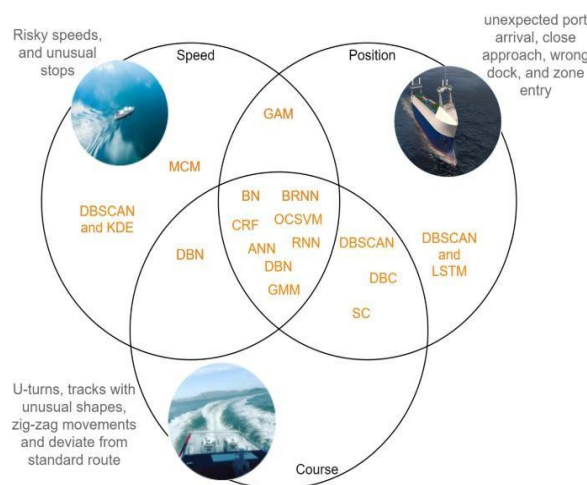 Risky speeds,
and unusual
stops
Speed
Position
unexpected port
arrival, close
approach, wrong
dock, and zone
entry
GAM
MCM
DBSCAN
and KDE
DBN
BN
BRNN
CRF
OCSVM
ANN
RNN
DBN
GMM
DBSCAN
DBC
SC
DBSCAN
and
LSTM
U-turns, tracks with
unusual shapes,
zig-zag movements
and deviate from
standard route
Course